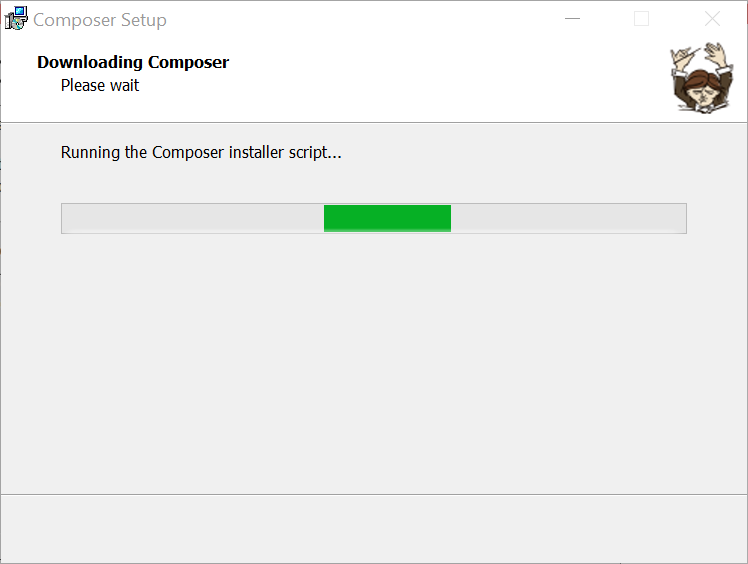 Composer Setup
Downloading Composer
Please wait
Running the Composer installer script...